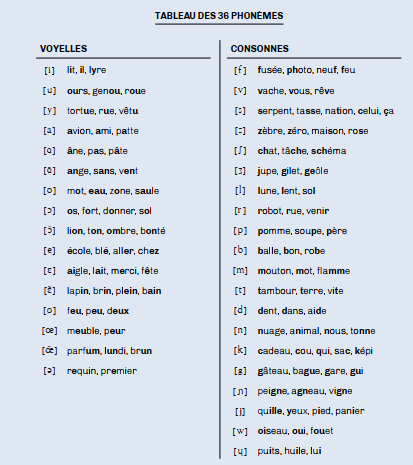 TABLEAU DES 36 PHONÈMES
VOYELLES
[i] lit, il, lyre
[u] ours, genou, roue
[y] tortue, rue, vêtu
[a] avion, ami, patte
[ɑ] âne, pas, pâte
[ɑ̃] ange, sans, vent
[o] mot, eau, zone, saule
[ɔ] os, fort, donner, sol
[ɔ̃] lion, ton, ombre, bonté
[e] école, blé, aller, chez
[ɛ] aigle, lait, merci, fête
[ɛ̃] lapin, brin, plein, bain
[ø] feu, peu, deux
[œ] meuble, peur
[œ̃] parfum, lundi, brun
[ə] requin, premier
CONSONNES
[f] fusée, photo, neuf, feu
[v] vache, vous, rêve
[s] serpent, tasse, nation, celui, ça
[z] zèbre, zéro, maison, rose
[ʃ] chat, tâche, schéma
[ʒ] jupe, gilet, geôle
[l] lune, lent, sol
[r] robot, rue, venir
[p] pomme, soupe, père
[b] balle, bon, robe
[m] mouton, mot, flamme
[t] tambour, terre, vite
[d] dent, dans, aide
[n] nuage, animal, nous, tonne
[k] cadeau, cou, qui, sac, képi
[g] gâteau, bague, gare, gui
[ɲ] peigne, agneau, vigne
[j] quille, yeux, pied, panier
[w] oiseau, oui, fouet
[ɥ] puits, huile, lui